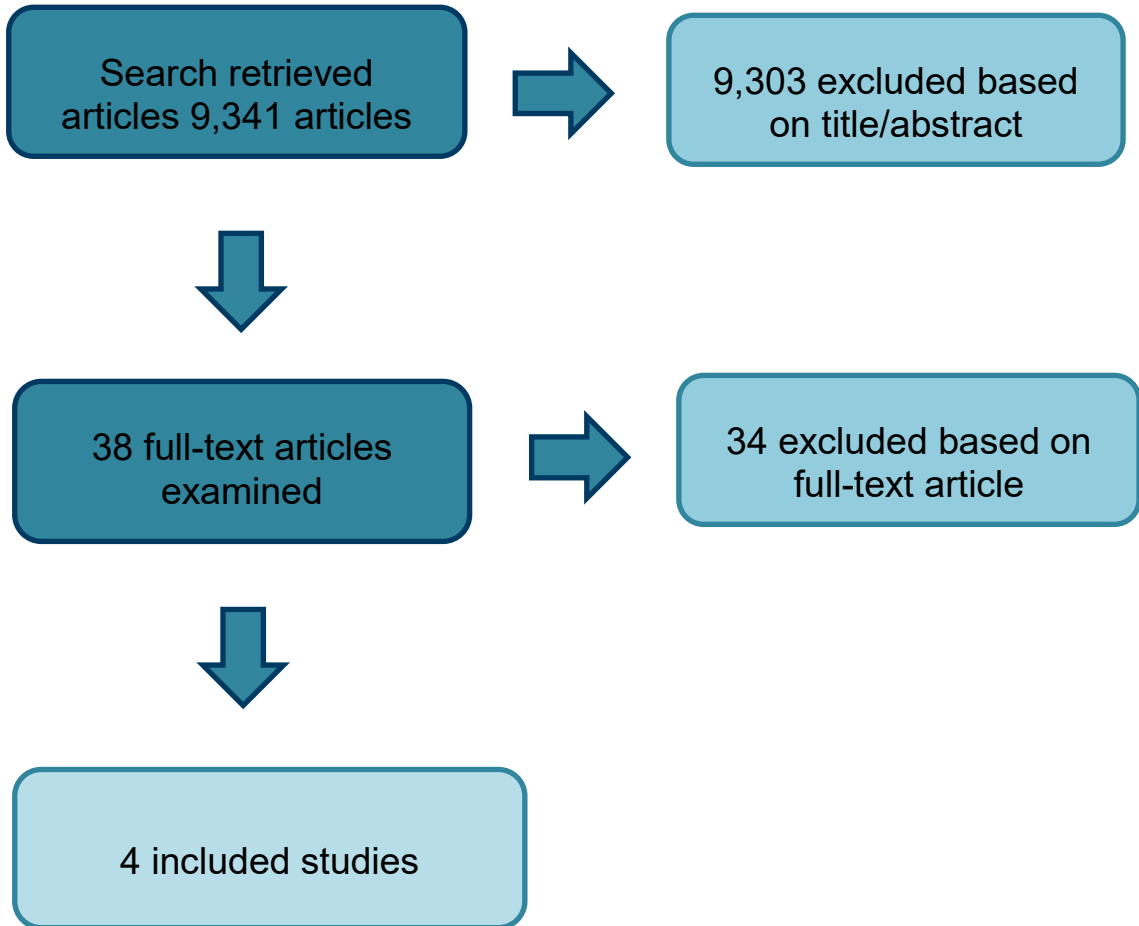 Search retrieved
articles 9,341 articles
9,303 excluded based
on title/abstract
38 full-text articles
examined
34 excluded based on
full-text article
4 included studies